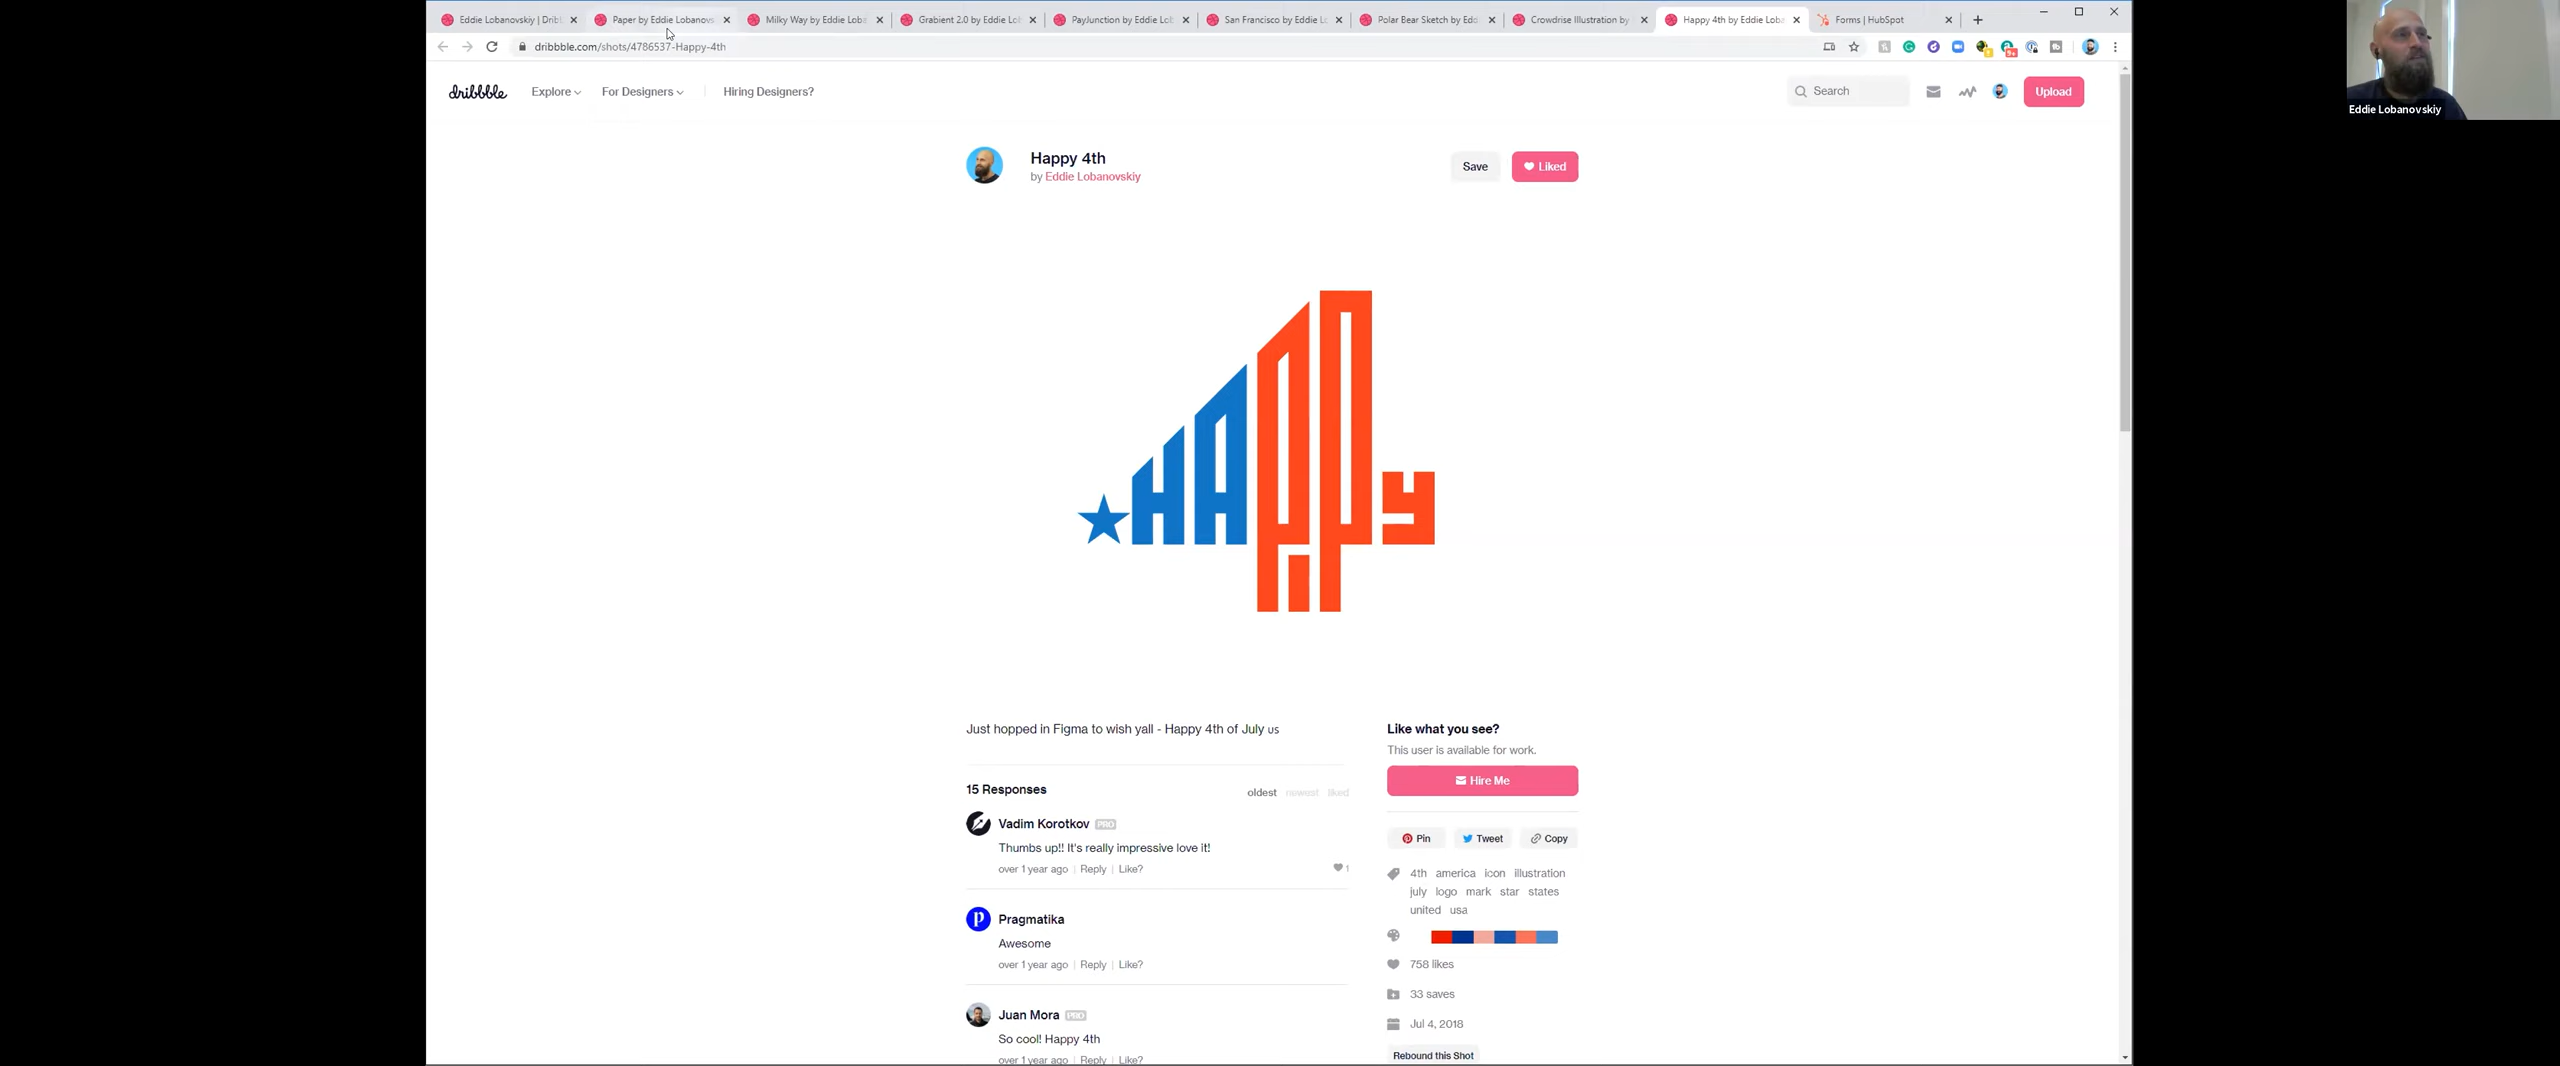 Eddie Lobanovskiy | Dribl
Paper by Eddie Lobanovs
Milky Way by Eddie Loba
Grabient 2.0 by Eddie Lo
PayJunction by Eddie Lob
San Francisco by Eddie Lo
Polar Bear Sketch by Edd
Crowdrise Illustration by
Happy 4th by Eddie Loba
Forms | HubSpot
dribbble.com/shots/4786537-Happy-4th
Eddie Lobanovskiy
dribbble
Explore
For Designers
Hiring Designers?
Search
Upload
Happy 4th
by Eddie Lobanovskiy
Save
Liked
HAPPY
Just hopped in Figma to wish yall - Happy 4th of July US
15 Responses
oldest newest liked
Vadim Korotkov PRO
Thumbs up!! It's really impressive love it!
over 1 year ago | Reply | Like?
1
Pragmatika
Awesome
over 1 year ago | Reply | Like?
Juan Mora PRO
So cool! Happy 4th
over 1 year ago | Reply | Like?
Like what you see?
This user is available for work.
Hire Me
Pin
Tweet
Copy
4th america icon illustration
july logo mark star states
united usa
758 likes
33 saves
Jul 4, 2018
Rebound this Shot